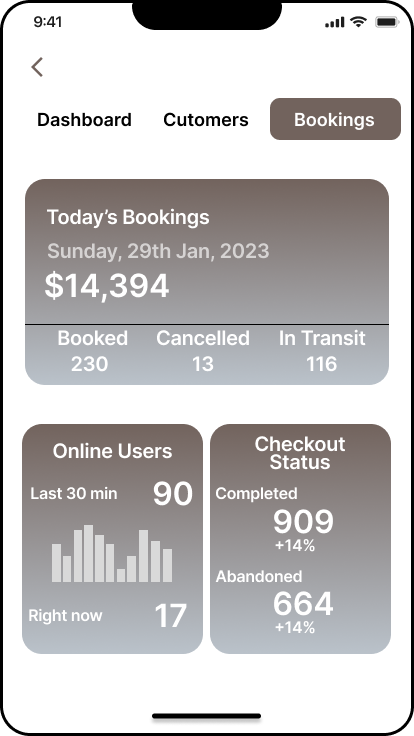 9:41
Dashboard Cutomers Bookings
Today's Bookings
Sunday, 29th Jan, 2023
$14,394
Booked Cancelled In Transit
230 13 116
Online Users
Last 30 min 90
Right now 17
Checkout
Status
Completed
909
+14%
Abandoned
664
+14%